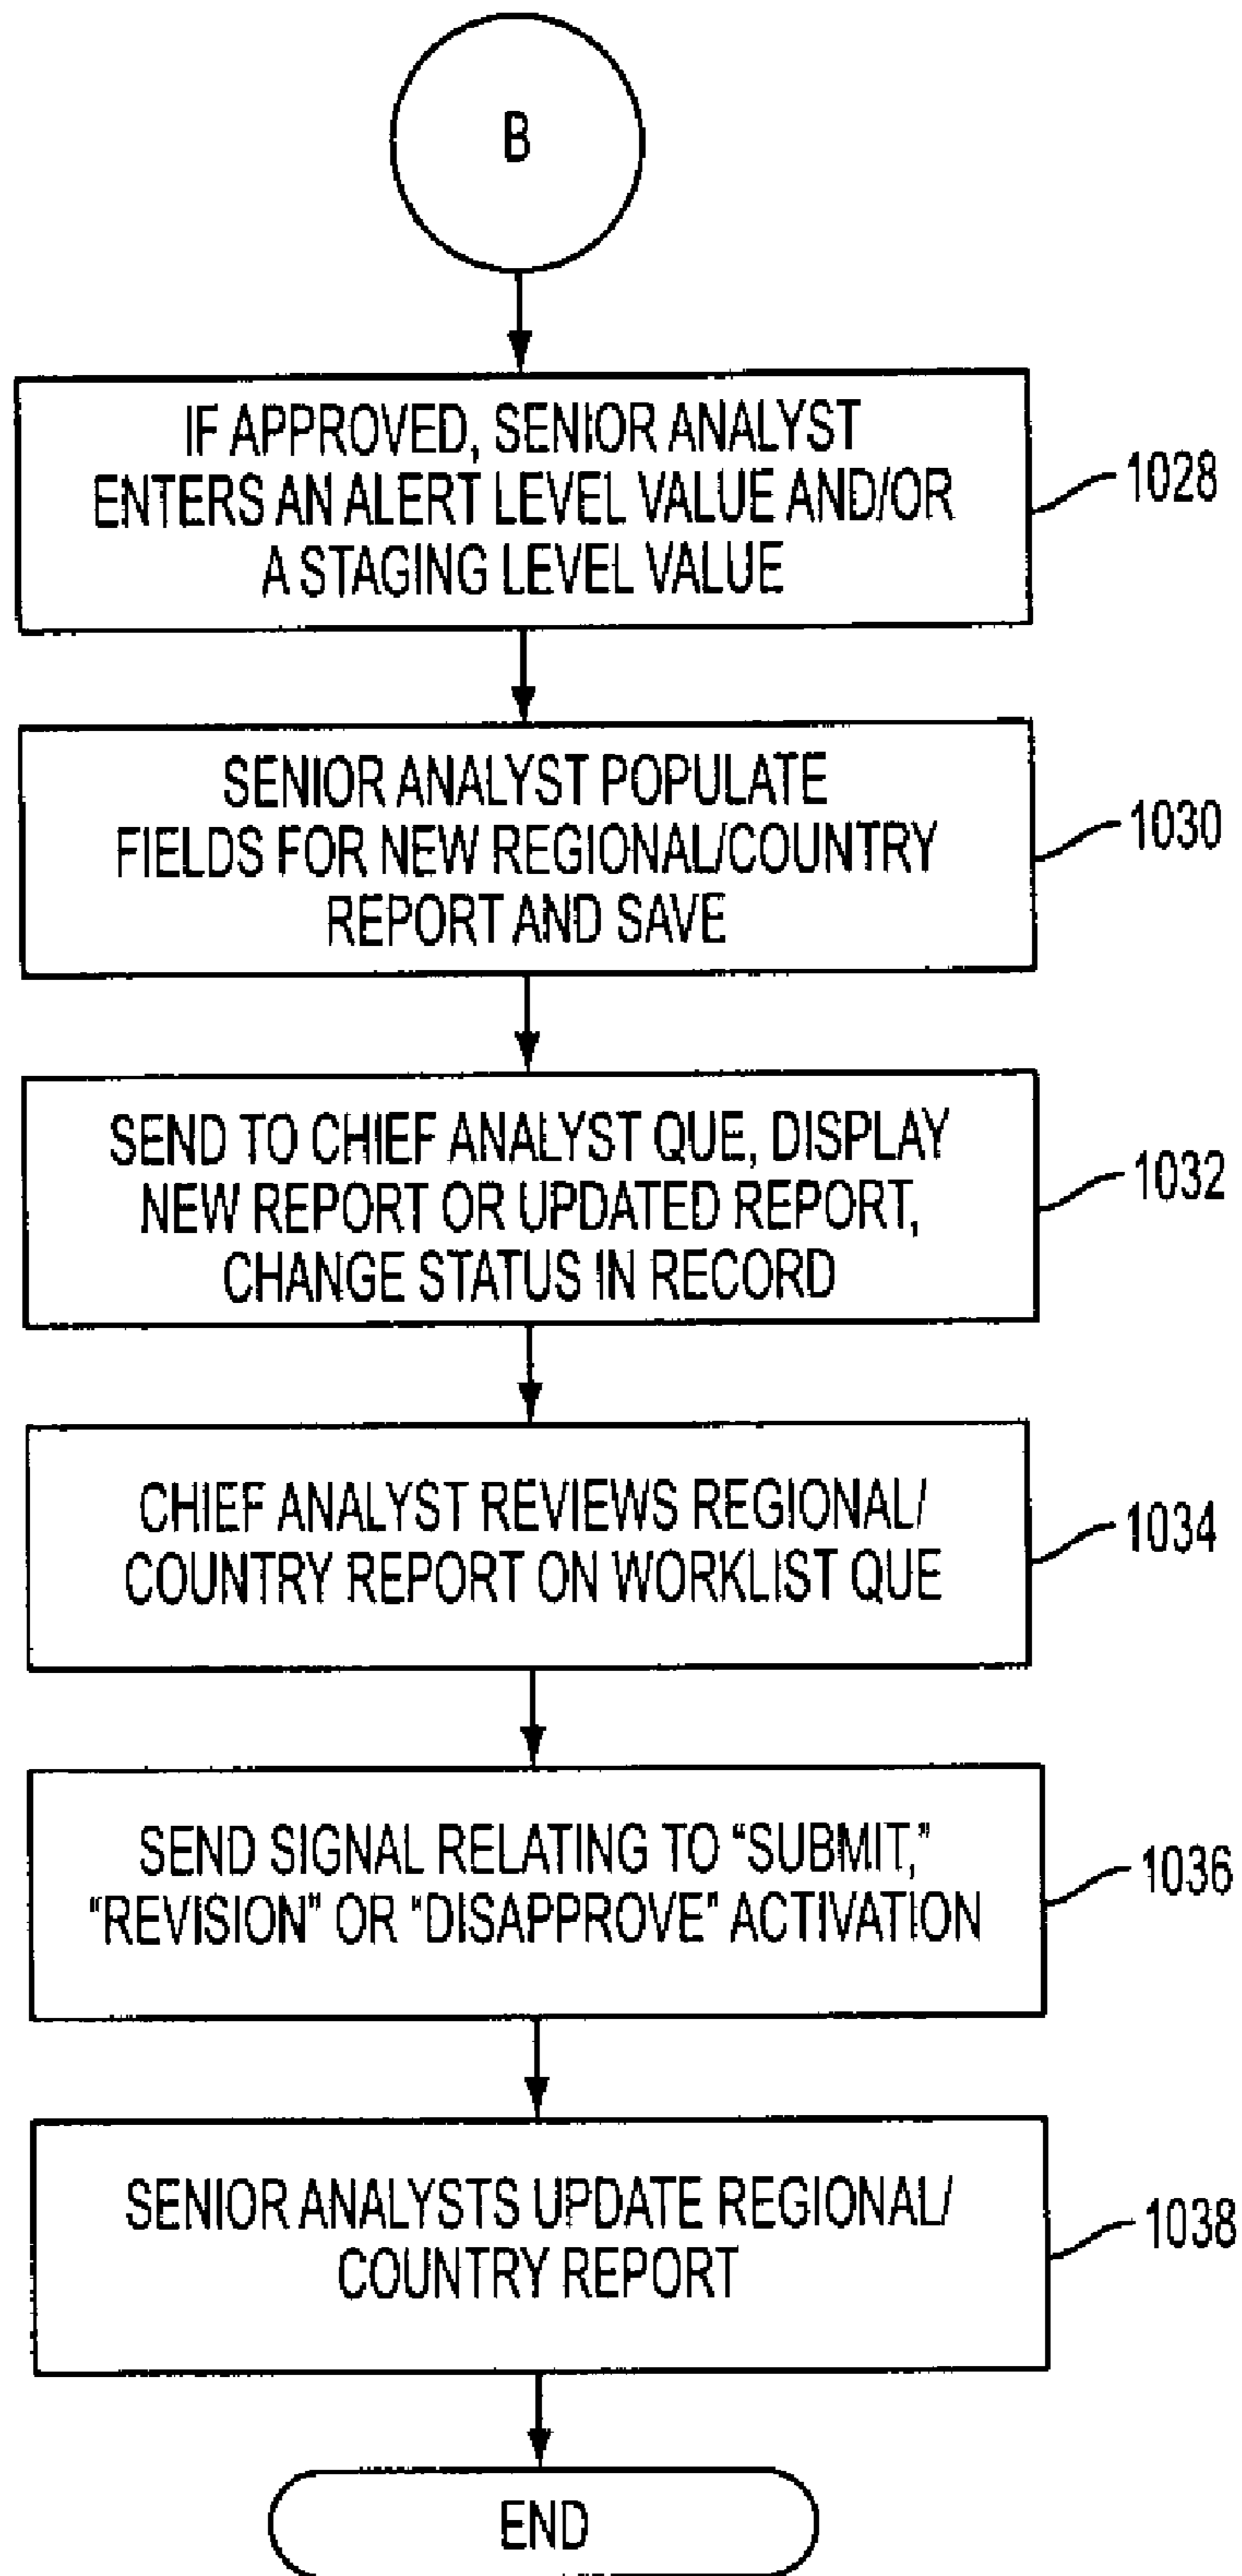 B
IF APPROVED, SENIOR ANALYST
ENTERS AN ALERT LEVEL VALUE AND/OR
A STAGING LEVEL VALUE
1028
SENIOR ANALYST POPULATE
FIELDS FOR NEW REGIONAL/COUNTRY
REPORT AND SAVE
1030
SEND TO CHIEF ANALYST QUE, DISPLAY
NEW REPORT OR UPDATED REPORT,
CHANGE STATUS IN RECORD
1032
CHIEF ANALYST REVIEWS REGIONAL/
COUNTRY REPORT ON WORKLIST QUE
1034
SEND SIGNAL RELATING TO “SUBMIT,”
“REVISION” OR “DISAPPROVE” ACTIVATION
1036
SENIOR ANALYSTS UPDATE REGIONAL/
COUNTRY REPORT
1038
END